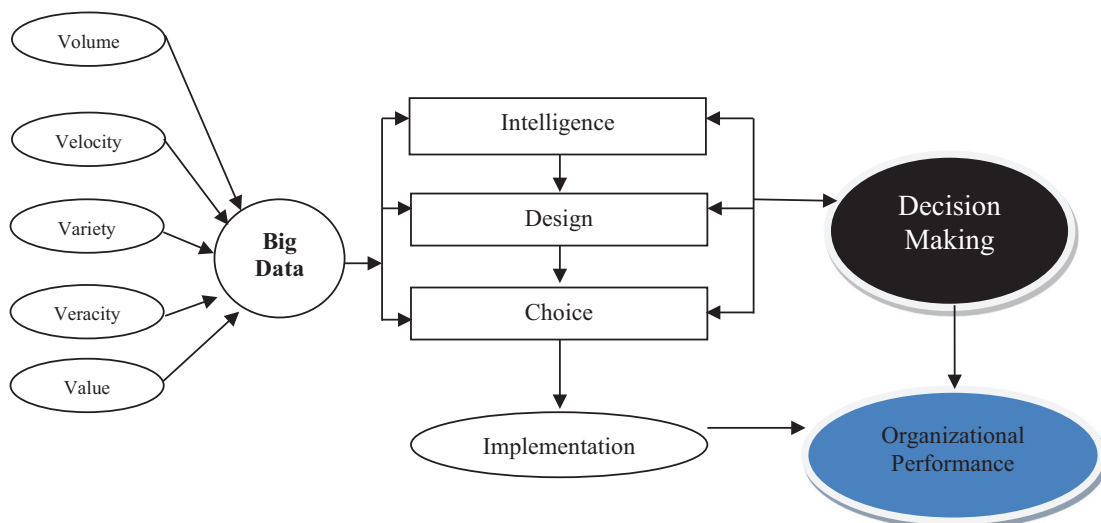 Volume
Velocity
Variety
Veracity
Value
Big
Data
Intelligence
Design
Choice
Implementation
Decision
Making
Organizational
Performance